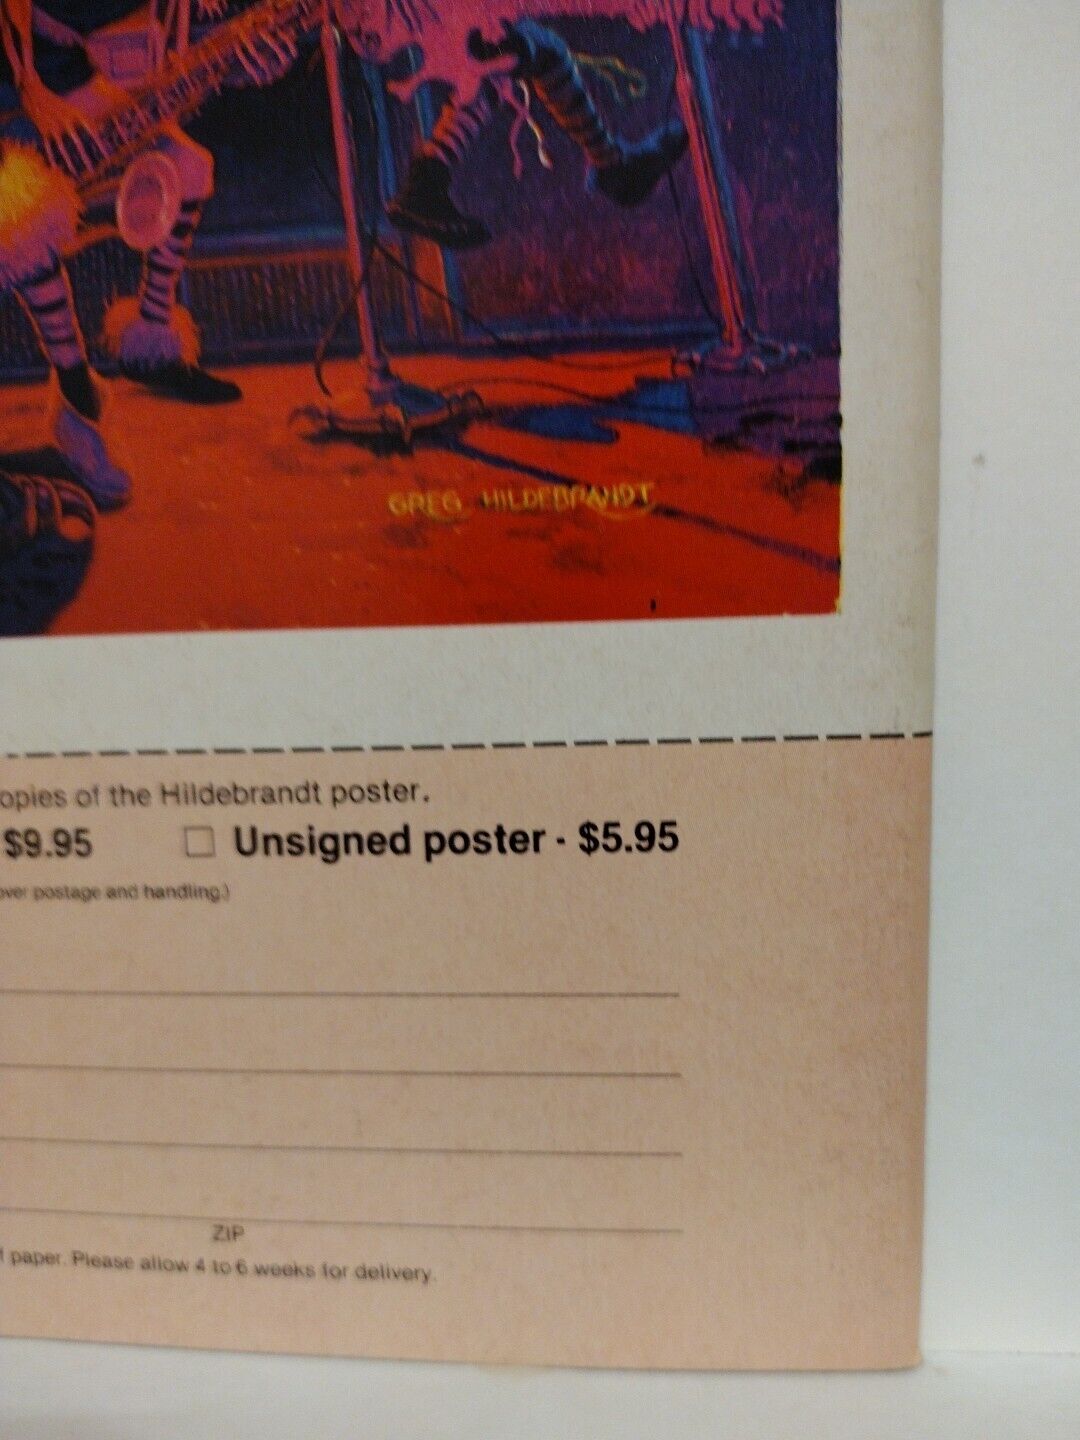 GREG HILDEBRANDT
opies of the Hildebrandt poster.
$9.95 Unsigned poster - $5.95
over postage and handling.)
ZIP
f paper. Please allow 4 to 6 weeks for delivery.